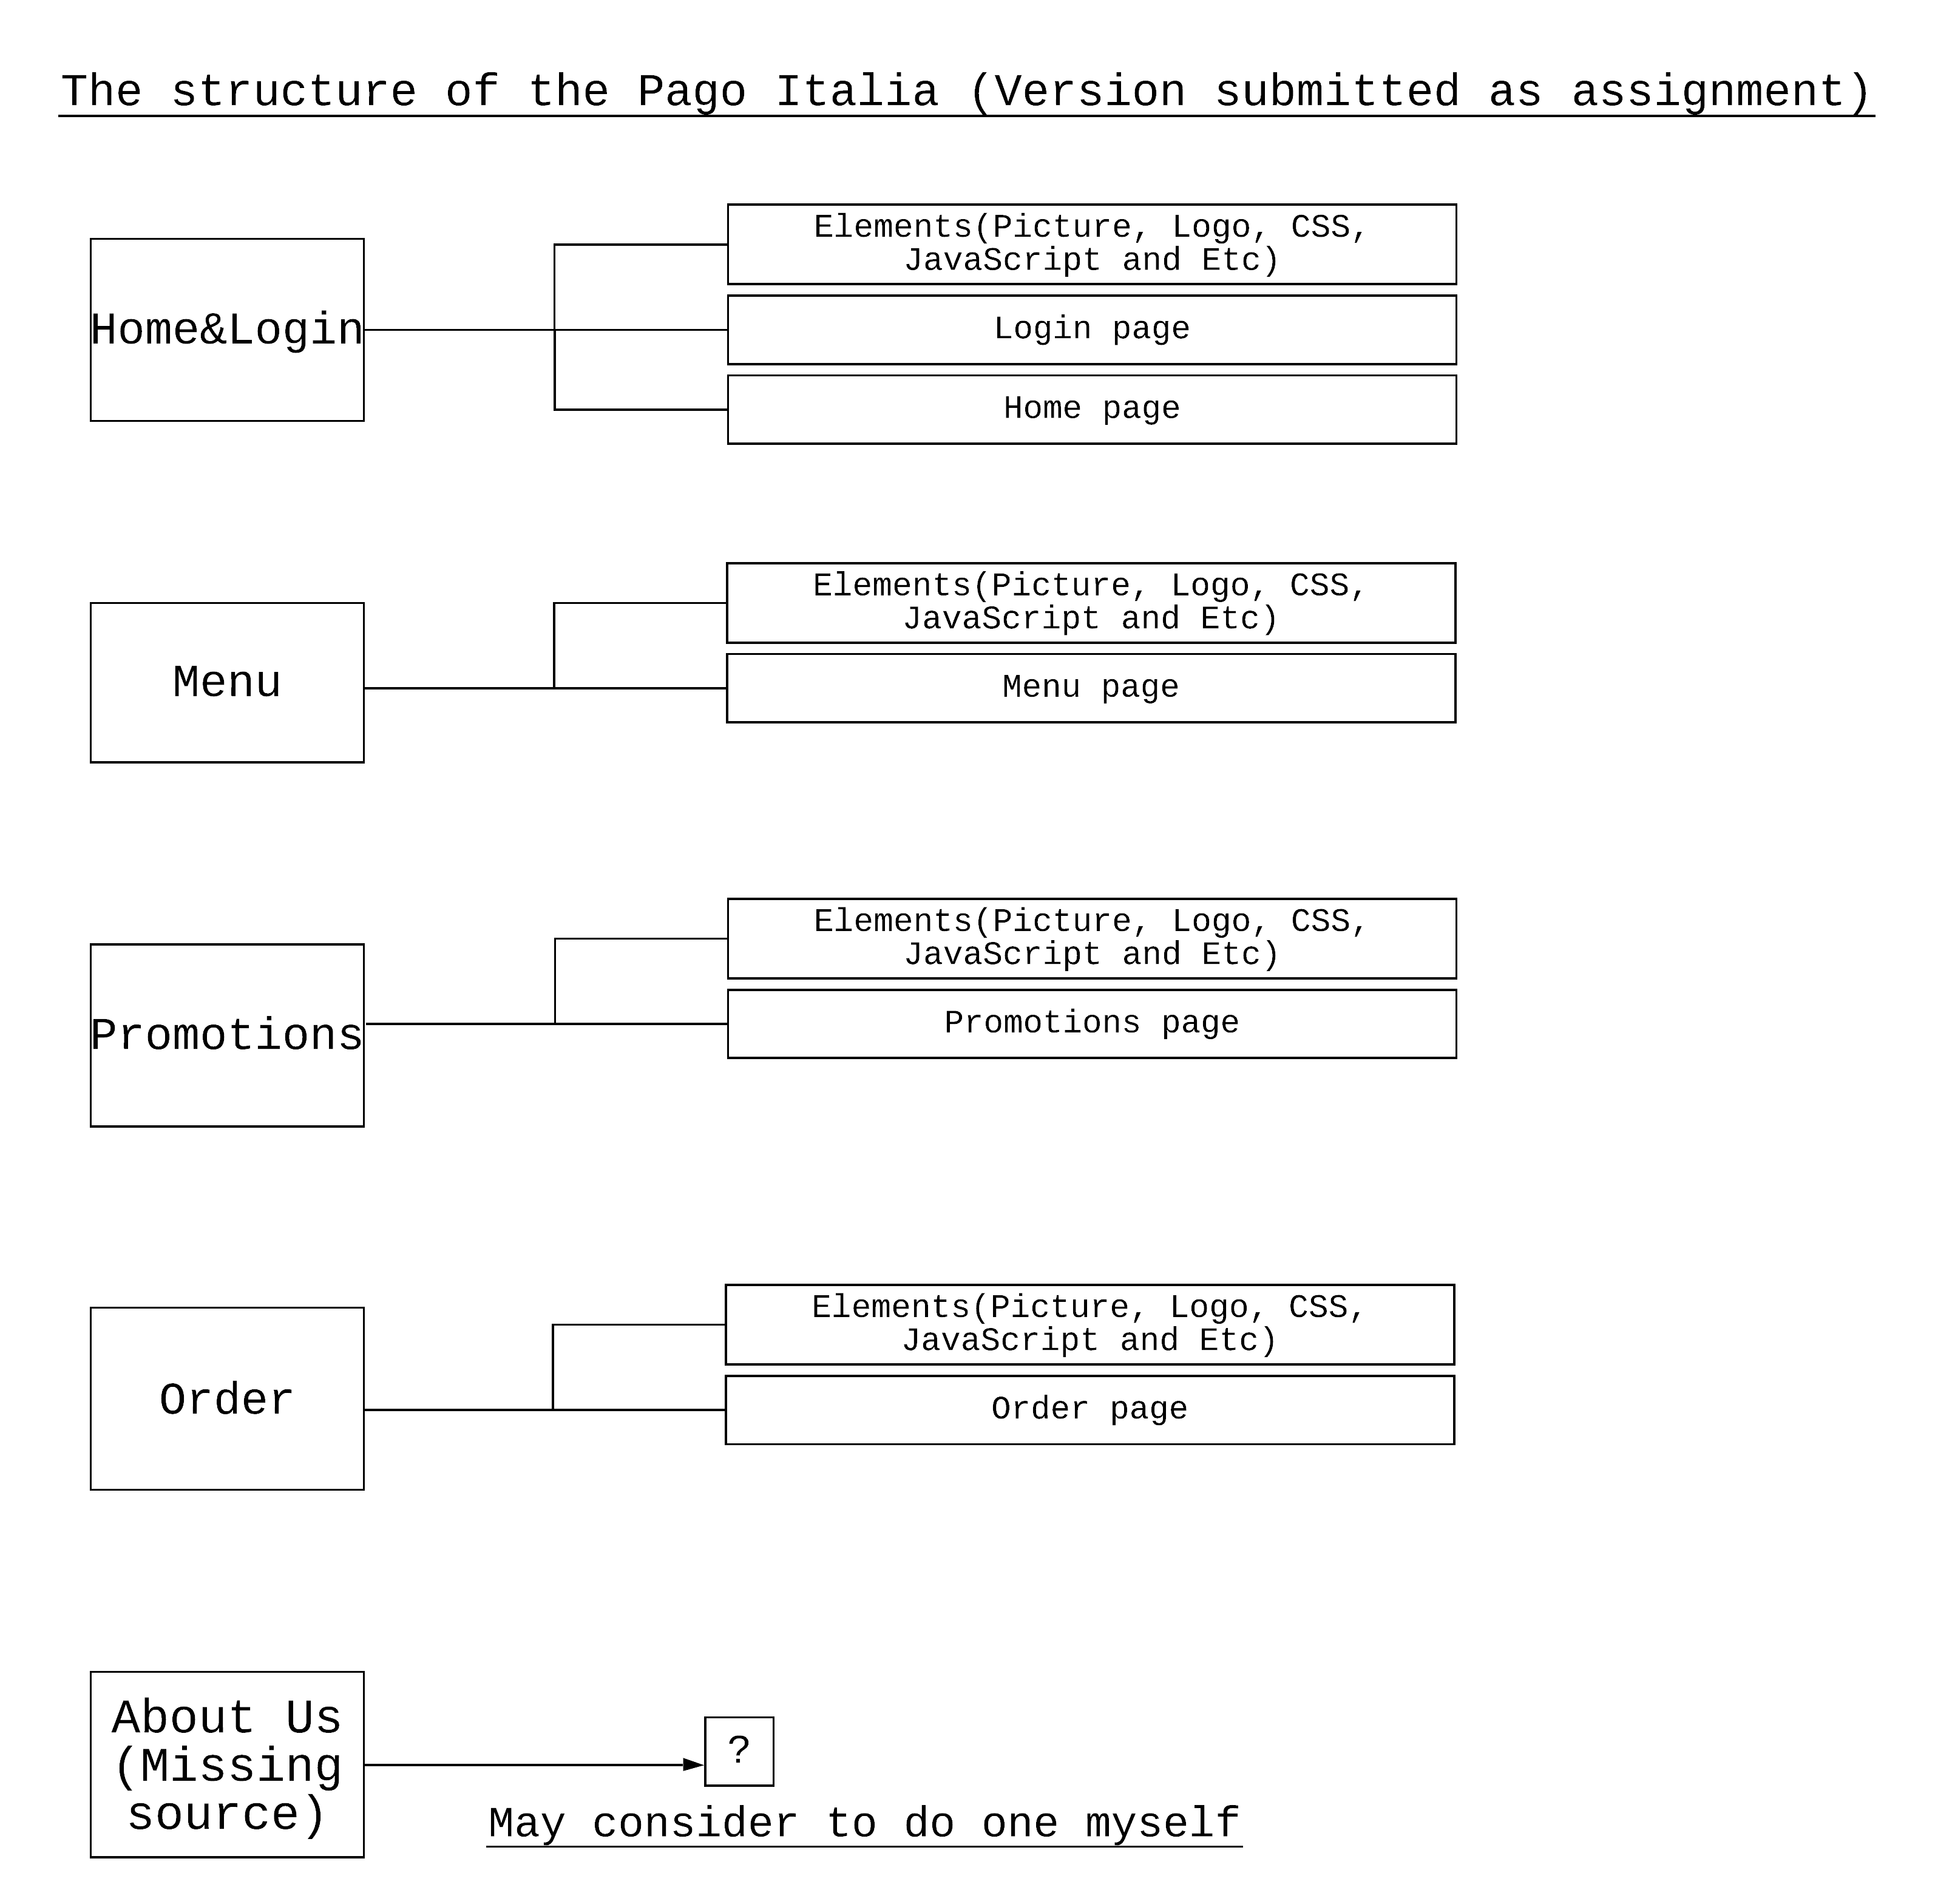 The structure of the Pago Italia (Version submitted as assignment)
Home&Login
Elements(Picture, Logo, CSS,
JavaScript and Etc)
Login page
Home page
Menu
Elements(Picture, Logo, CSS,
JavaScript and Etc)
Menu page
Promotions
Elements(Picture, Logo, CSS,
JavaScript and Etc)
Promotions page
Order
Elements(Picture, Logo, CSS,
JavaScript and Etc)
Order page
About Us
(Missing
source)
?
May consider to do one myself